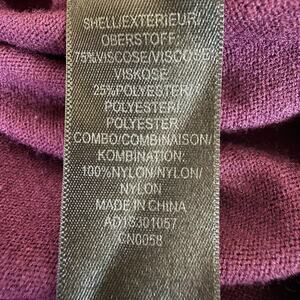 SHELL/EXTERIEUR/
OBERSTOFF:
75%VISCOSE/VISCOSE/
VISKOSE
25%POLYESTER/
POLYESTER/
POLYESTER
COMBO/COMBINAISON/
KOMBINATION:
100%NYLON/NYLON/
NYLON
MADE IN CHINA
AD1S301057
CN0058